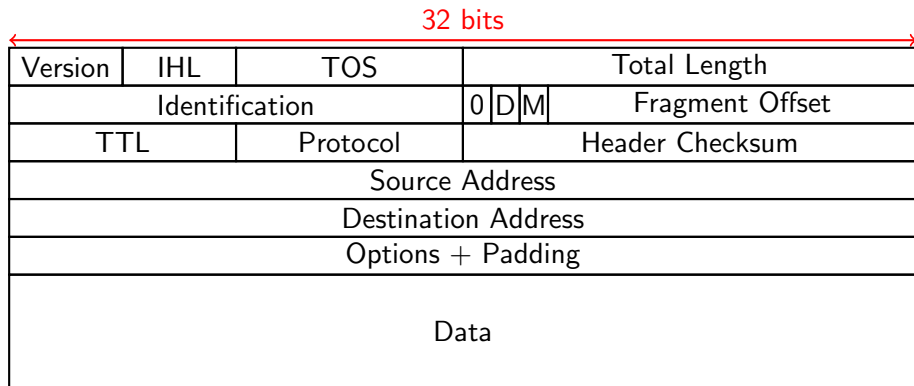 32 bits
Version IHL TOS Total Length
Identification 0 D M Fragment Offset
TTL Protocol Header Checksum
Source Address
Destination Address
Options + Padding
Data